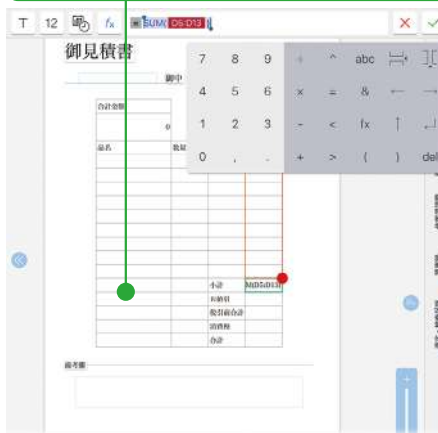 T 12 fx =SUM( D5:D13 )
御見積書
御中
7 8 9 ÷ ^ abc
合計金額
4 5 6 × = & ← →
0
1 2 3 - < fx ↑
品名 数量
0 , . + > ( ) del
小計 M(D5:D13)
お値引
税引前合計
消費税
合計
備考欄